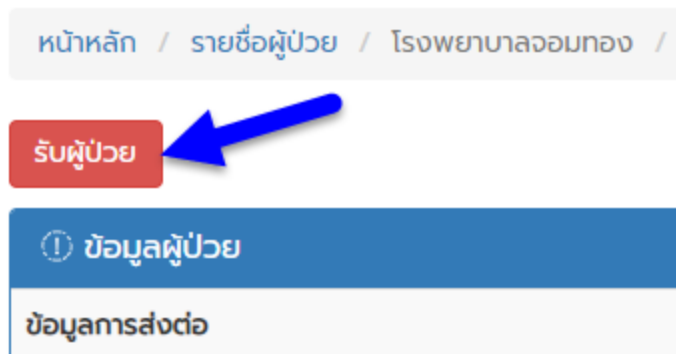 หน้าหลัก / รายชื่อผู้ป่วย / โรงพยาบาลจอมทอง /
รับผู้ป่วย
ข้อมูลผู้ป่วย
ข้อมูลการส่งต่อ